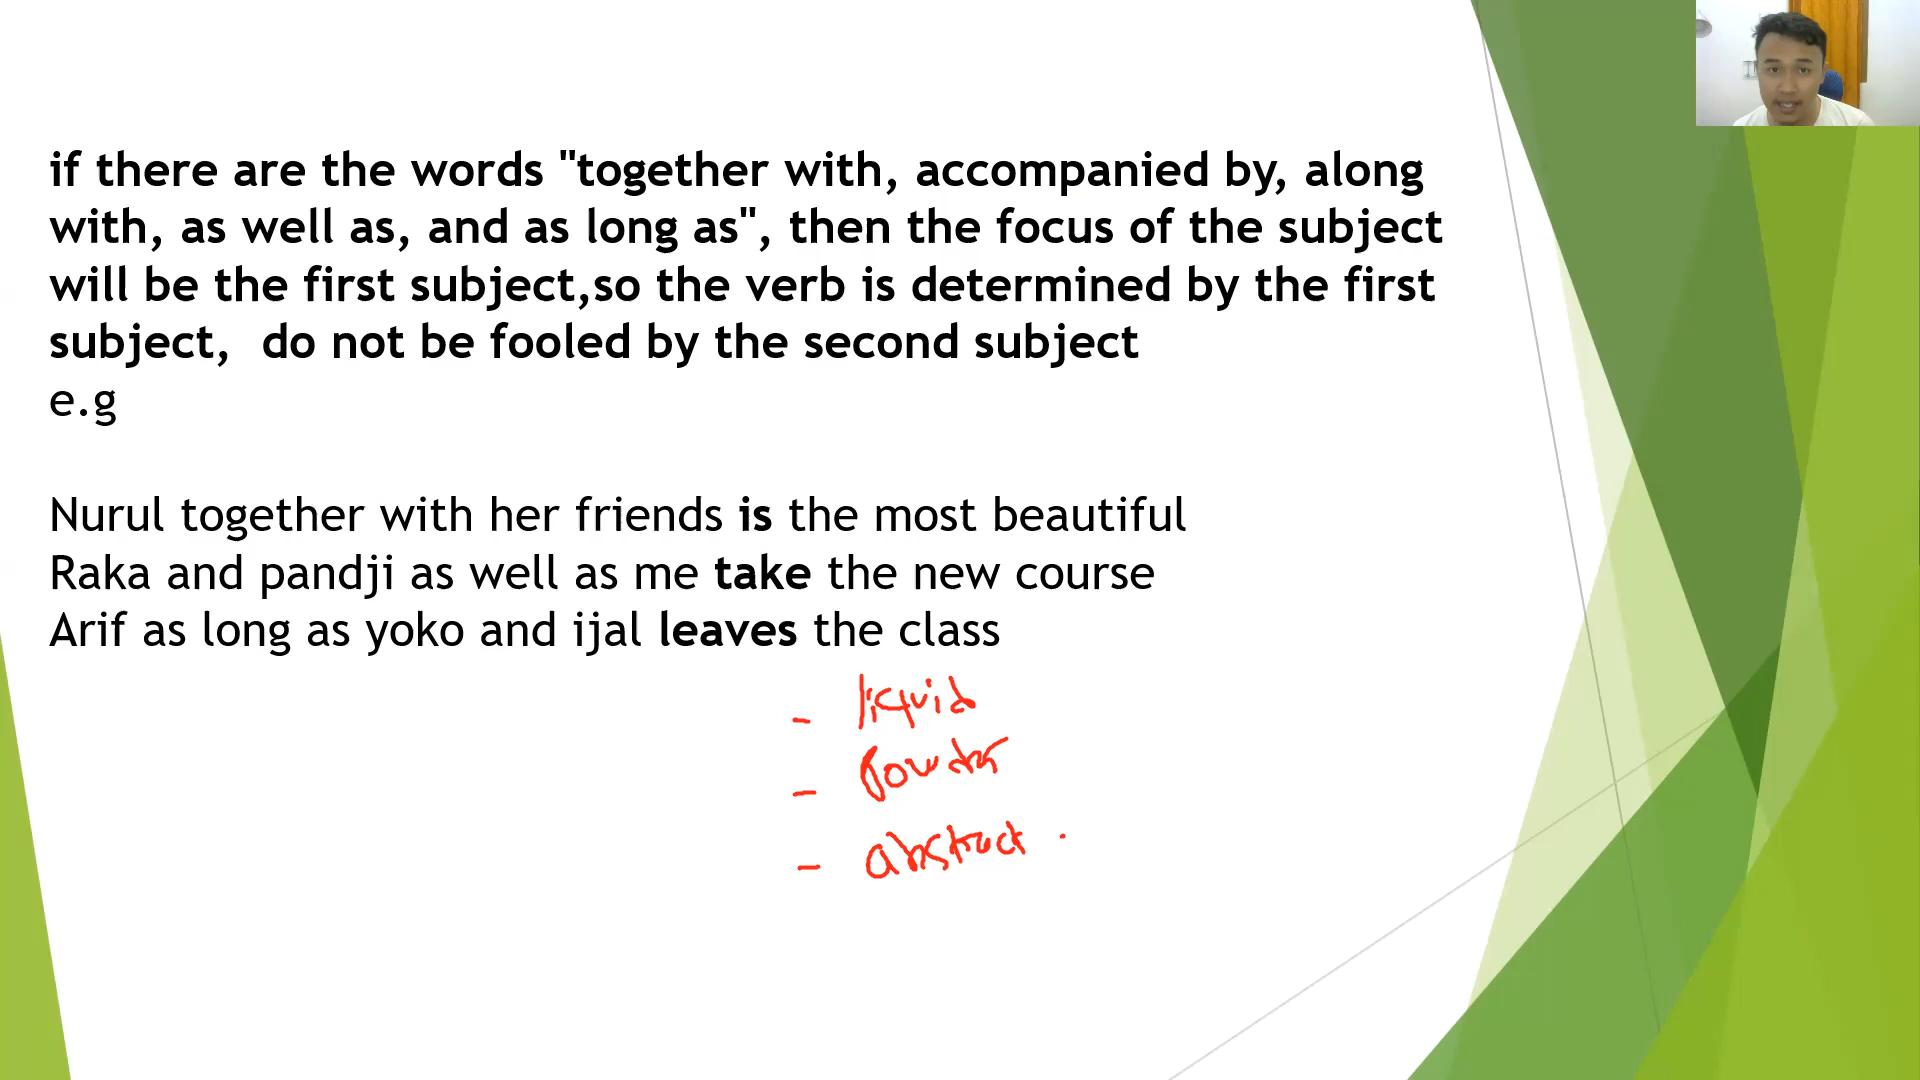 if there are the words "together with, accompanied by, along
with, as well as, and as long as", then the focus of the subject
will be the first subject,so the verb is determined by the first
subject, do not be fooled by the second subject
e.g
Nurul together with her friends is the most beautiful
Raka and pandji as well as me take the new course
Arif as long as yoko and ijal leaves the class
- liquid
- Powder
- abstract